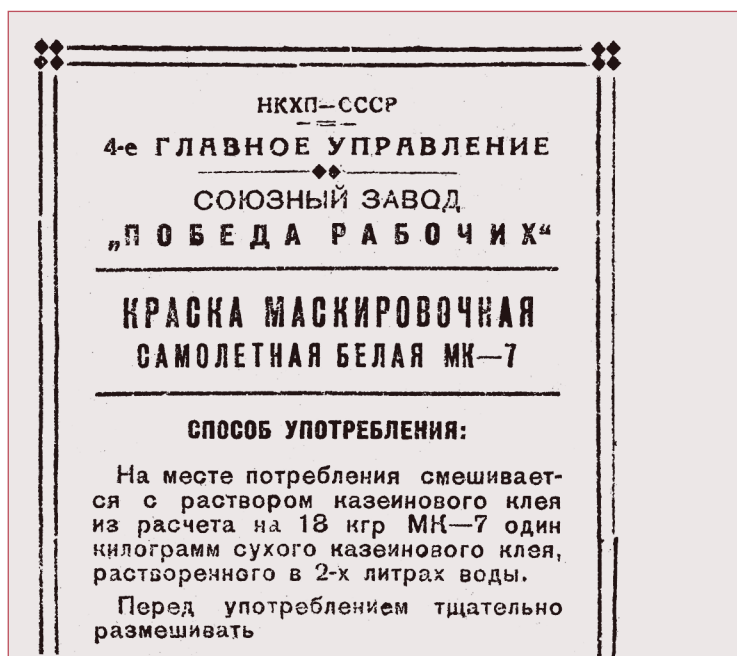 НКХП—СССР
4-е ГЛАВНОЕ УПРАВЛЕНИЕ
СОЮЗНЫЙ ЗАВОД
„ПОБЕДА РАБОЧИХ“
КРАСКА МАСКИРОВОЧНАЯ
САМОЛЕТНАЯ БЕЛАЯ МК—7
СПОСОБ УПОТРЕБЛЕНИЯ:
На месте потребления смешивает-
ся с раствором казеинового клея
из расчета на 18 кгр МК—7 один
килограмм сухого казеинового клея,
растворенного в 2-х литрах воды.
Перед употреблением тщательно
размешивать